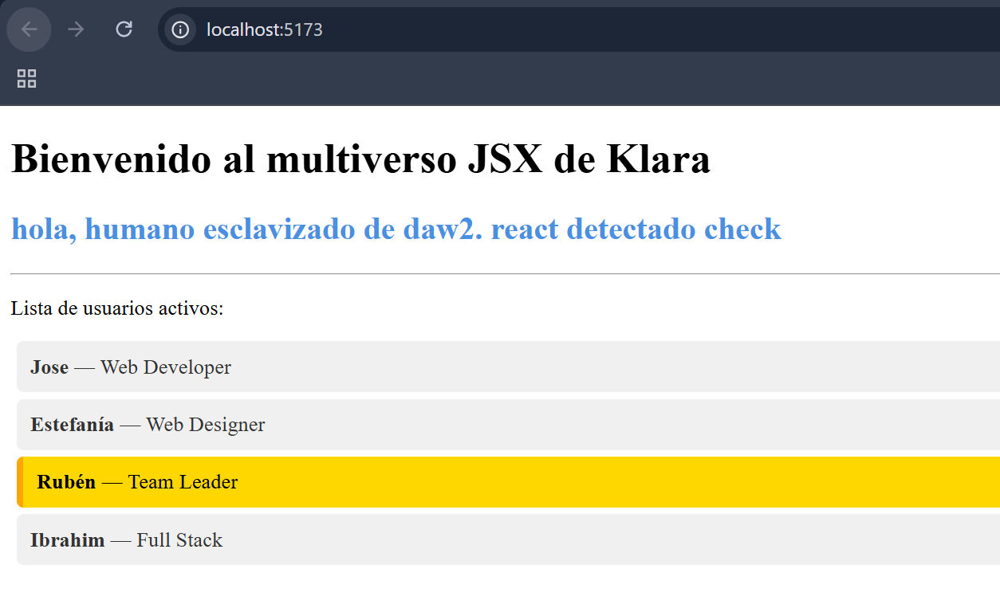 localhost:5173
Bienvenido al multiverso JSX de Klara
hola, humano esclavizado de daw2. react detectado check
Lista de usuarios activos:
Jose — Web Developer
Estefanía — Web Designer
Rubén — Team Leader
Ibrahim — Full Stack